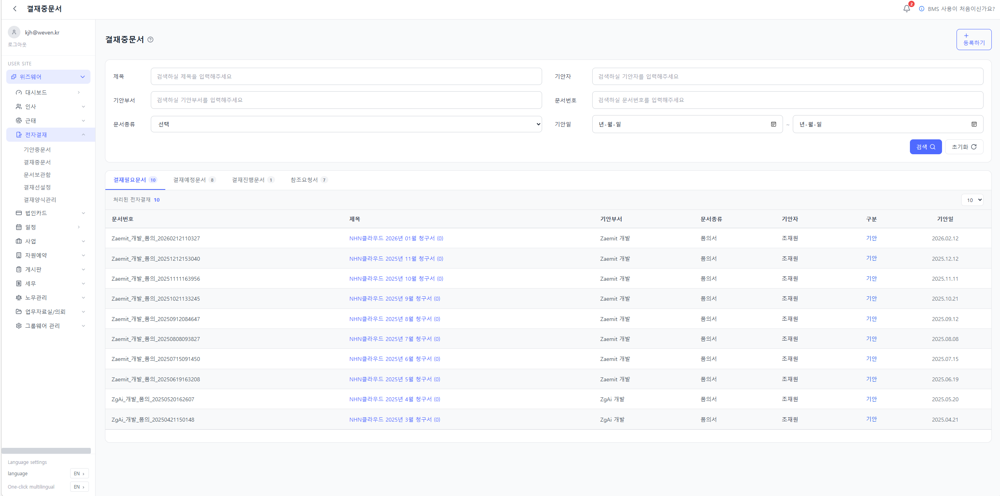 결재중문서
2
BMS 사용이 처음이신가요?
kjh@weven.kr
로그아웃
USER SITE
위즈웨어
대시보드
인사
근태
전자결재
기안중문서
결재중문서
문서보관함
결재선설정
결재양식관리
법인카드
일정
사업
자원예약
게시판
세무
노무관리
업무자료실/의뢰
그룹웨어 관리
Language settings
language EN ›
One-click multilingual EN ›
결재중문서
등록하기
제목 검색하실 제목을 입력해주세요 기안자 검색하실 기안자를 입력해주세요
기안부서 검색하실 기안부서를 입력해주세요 문서번호 검색하실 문서번호를 입력해주세요
문서종류 선택 기안일 년-월-일 ~ 년-월-일
검색 초기화
결재필요문서 10 결재예정문서 8 결재진행문서 1 참조요청서 7
처리된 전자결재 10 10
문서번호 제목 기안부서 문서종류 기안자 구분 기안일
Zaemit_개발_품의_20260212110327 NHN클라우드 2026년 01월 청구서 (0) Zaemit 개발 품의서 조재원 기안 2026.02.12
Zaemit_개발_품의_20251212153040 NHN클라우드 2025년 11월 청구서 (0) Zaemit 개발 품의서 조재원 기안 2025.12.12
Zaemit_개발_품의_20251111163956 NHN클라우드 2025년 10월 청구서 (0) Zaemit 개발 품의서 조재원 기안 2025.11.11
Zaemit_개발_품의_20251021133245 NHN클라우드 2025년 9월 청구서 (0) Zaemit 개발 품의서 조재원 기안 2025.10.21
Zaemit_개발_품의_20250912084647 NHN클라우드 2025년 8월 청구서 (0) Zaemit 개발 품의서 조재원 기안 2025.09.12
Zaemit_개발_품의_20250808093827 NHN클라우드 2025년 7월 청구서 (0) Zaemit 개발 품의서 조재원 기안 2025.08.08
Zaemit_개발_품의_20250715091450 NHN클라우드 2025년 6월 청구서 (0) Zaemit 개발 품의서 조재원 기안 2025.07.15
Zaemit_개발_품의_20250619163208 NHN클라우드 2025년 5월 청구서 (0) Zaemit 개발 품의서 조재원 기안 2025.06.19
ZgAi_개발_품의_20250520162607 NHN클라우드 2025년 4월 청구서 (0) ZgAi 개발 품의서 조재원 기안 2025.05.20
ZgAi_개발_품의_20250421150148 NHN클라우드 2025년 3월 청구서 (0) ZgAi 개발 품의서 조재원 기안 2025.04.21